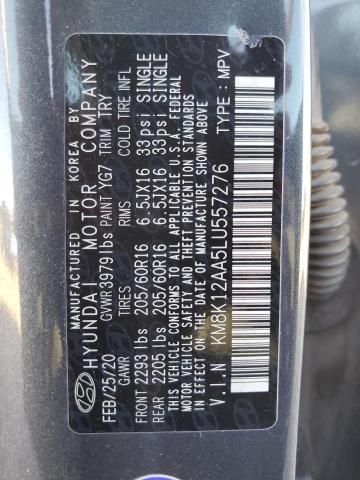 MANUFACTURED IN KOREA BY
HYUNDAI MOTOR COMPANY
FEB/25/20 GVWR 3979 lbs PAINT YG7 TRIM TRY
GAWR TIRES RIMS COLD TIRE INFL
FRONT 2293 lbs 205/60R16 6.5JX16 33psi SINGLE
REAR 2205 lbs 205/60R16 6.5JX16 33psi SINGLE
THIS VEHICLE CONFORMS TO ALL APPLICABLE U.S.A. FEDERAL
MOTOR VEHICLE SAFETY AND THEFT PREVENTION STANDARDS
IN EFFECT ON THE DATE OF MANUFACTURE SHOWN ABOVE.
V.I.N KM8K12AA5LU557276 TYPE: MPV